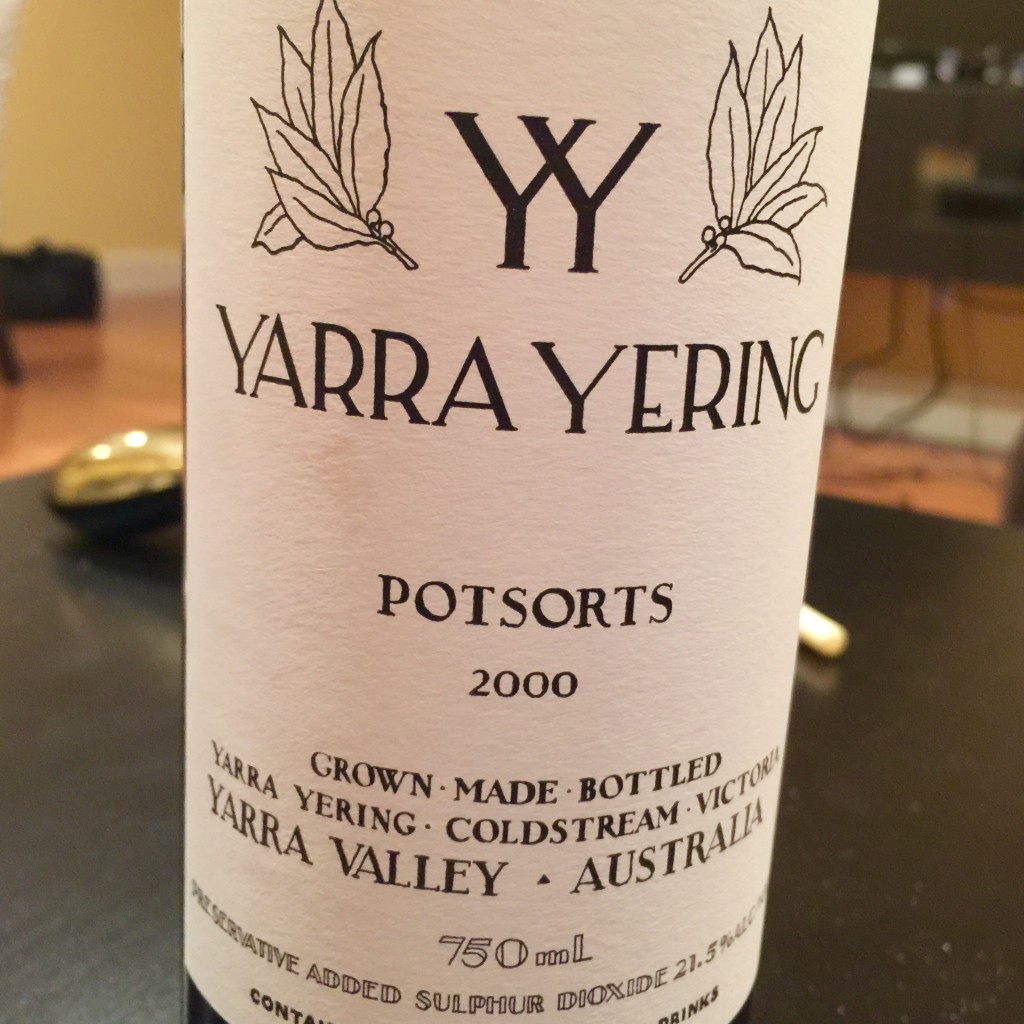 YY
YARRA YERING
POTSORTS
2000
GROWN · MADE · BOTTLED
YARRA YERING · COLDSTREAM · VICTORIA
YARRA VALLEY · AUSTRALIA
750 mL
PRESERVATIVE ADDED SULPHUR DIOXIDE 21.5% ALC
DRINKS